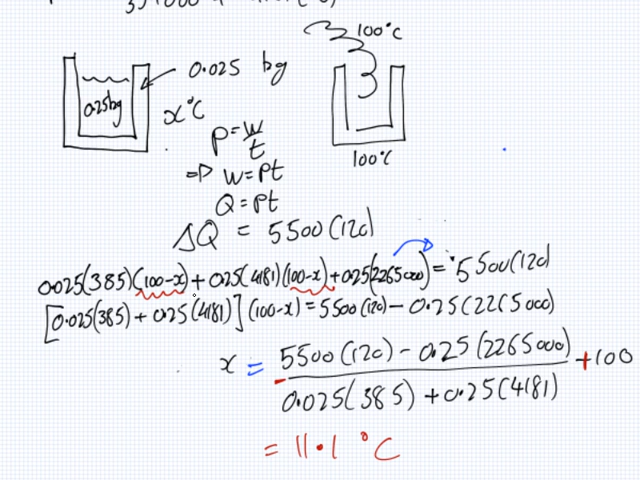 100°C
0.025 kg
0.25kg
x°C
100°C
P=W/t
=> W=Pt
Q=Pt
ΔQ = 5500(120)
0.025(385)(100-x)+0.25(4181)(100-x)+0.25(2265000)=5500(120)
[0.025(385)+0.25(4181)](100-x)=5500(120)-0.25(2265000)
x = -(5500(120)-0.25(2265000))/(0.025(385)+0.25(4181)) +100
= 11.1 °C